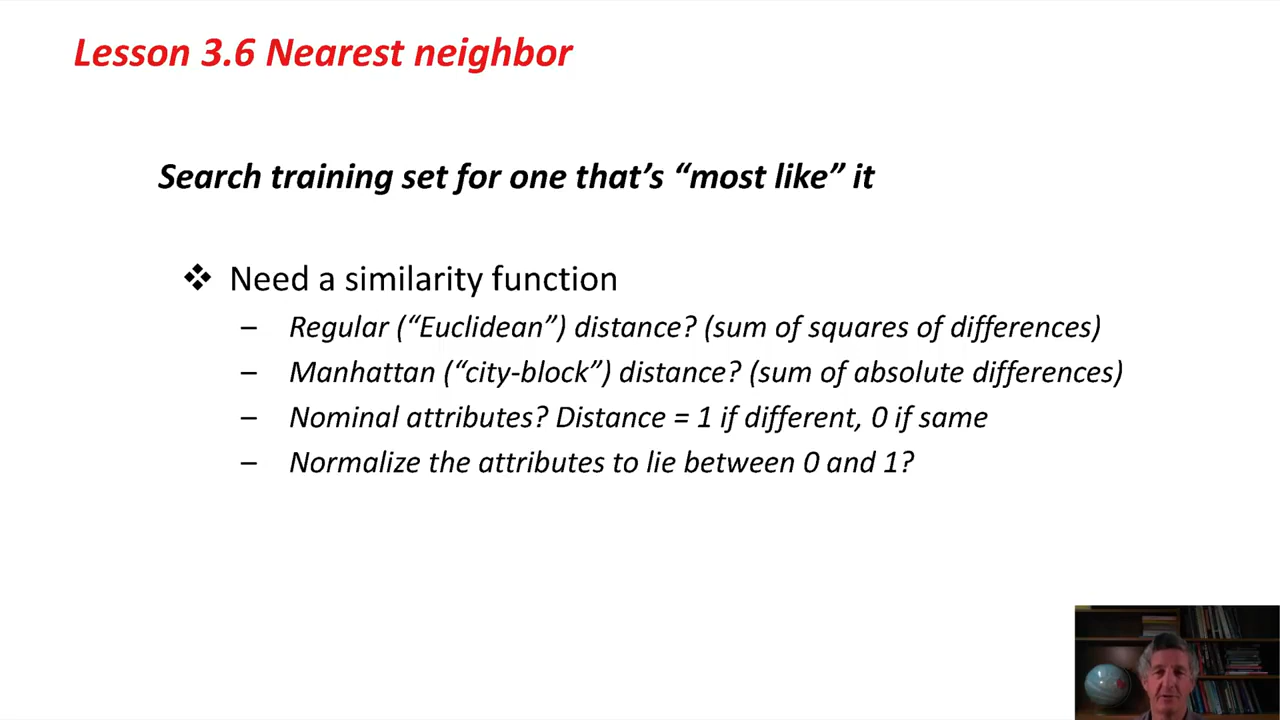 Lesson 3.6 Nearest neighbor
Search training set for one that’s “most like” it
❖ Need a similarity function
– Regular (“Euclidean”) distance? (sum of squares of differences)
– Manhattan (“city-block”) distance? (sum of absolute differences)
– Nominal attributes? Distance = 1 if different, 0 if same
– Normalize the attributes to lie between 0 and 1?